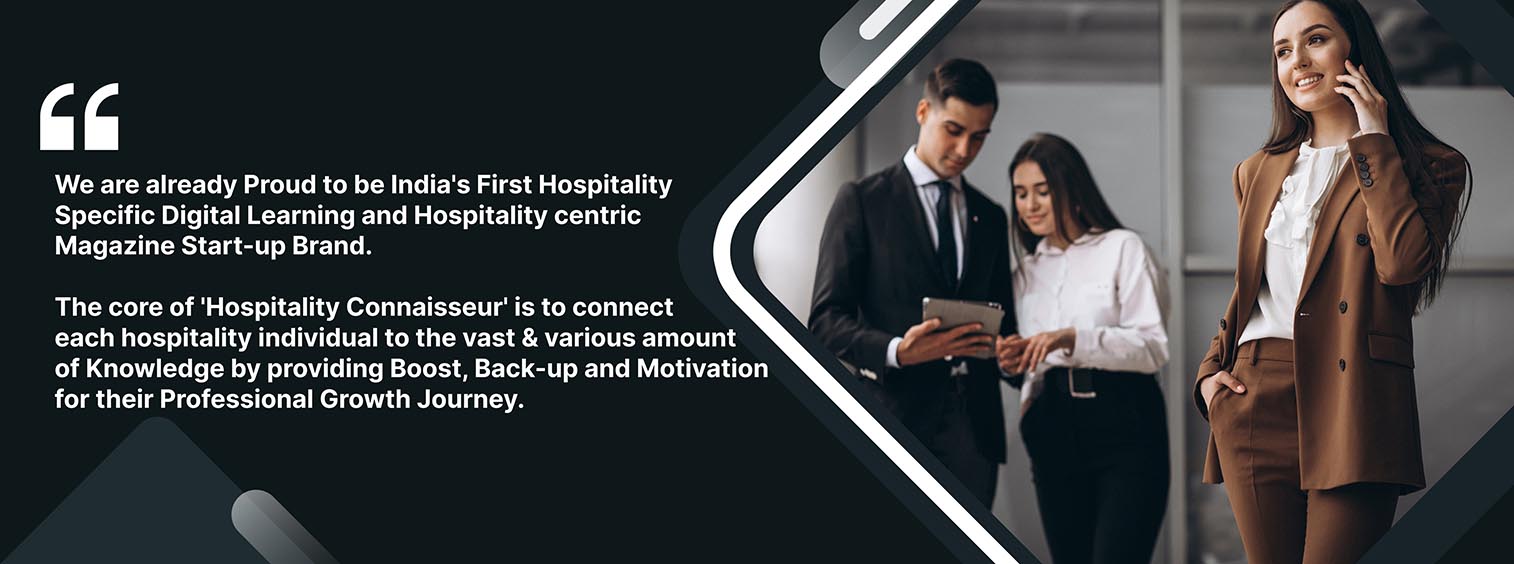 We are already Proud to be India's First Hospitality
Specific Digital Learning and Hospitality centric
Magazine Start-up Brand.
The core of 'Hospitality Connaisseur' is to connect
each hospitality individual to the vast & various amount
of Knowledge by providing Boost, Back-up and Motivation
for their Professional Growth Journey.